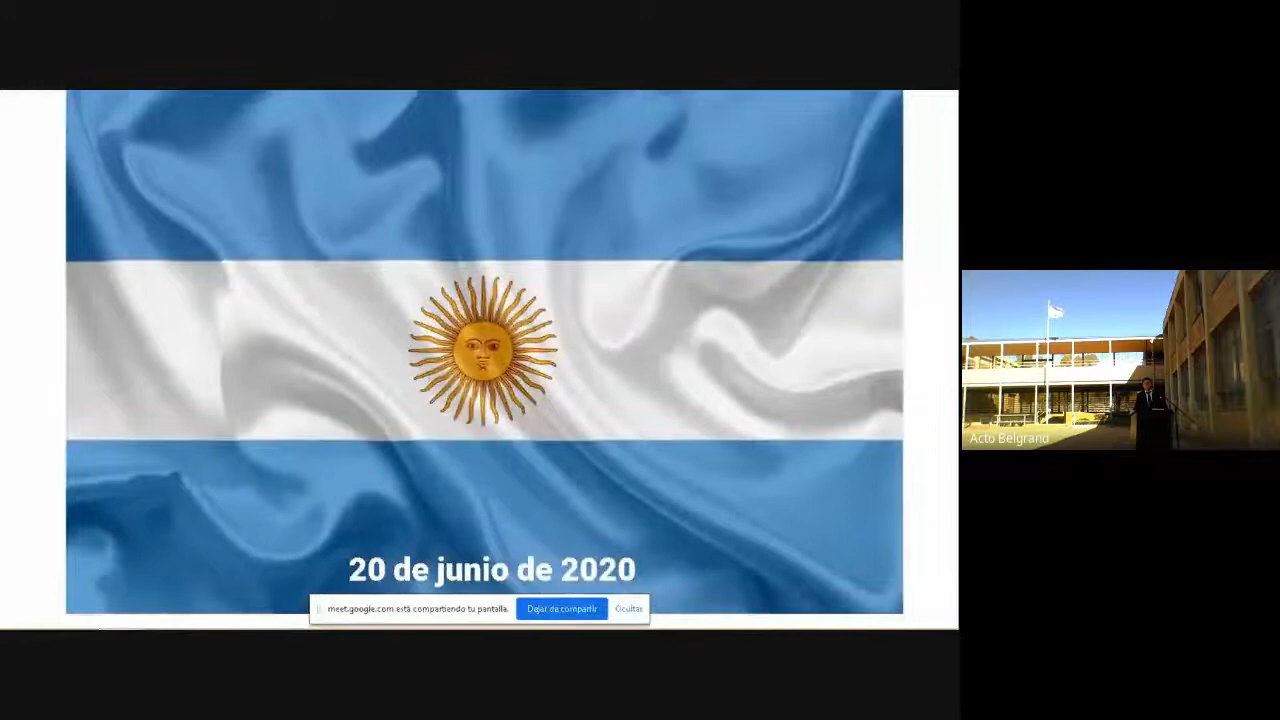 20 de junio de 2020
meet.google.com está compartiendo tu pantalla.
Dejar de compartir
Ocultar
Acto Belgrano